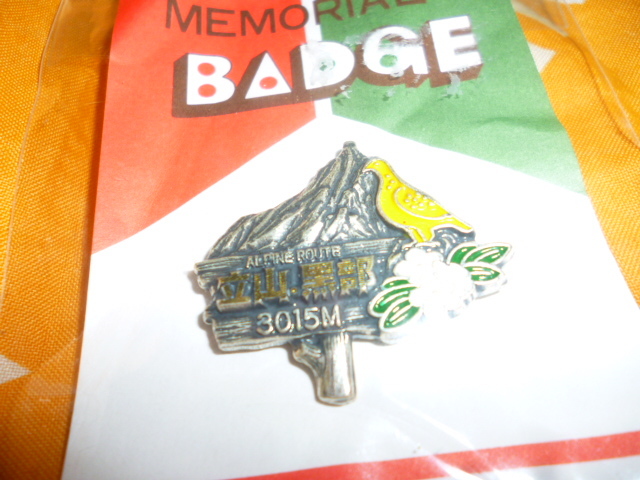 MEMORIAL
BADGE
ALPINE ROUTE
立山.黒部
3015M